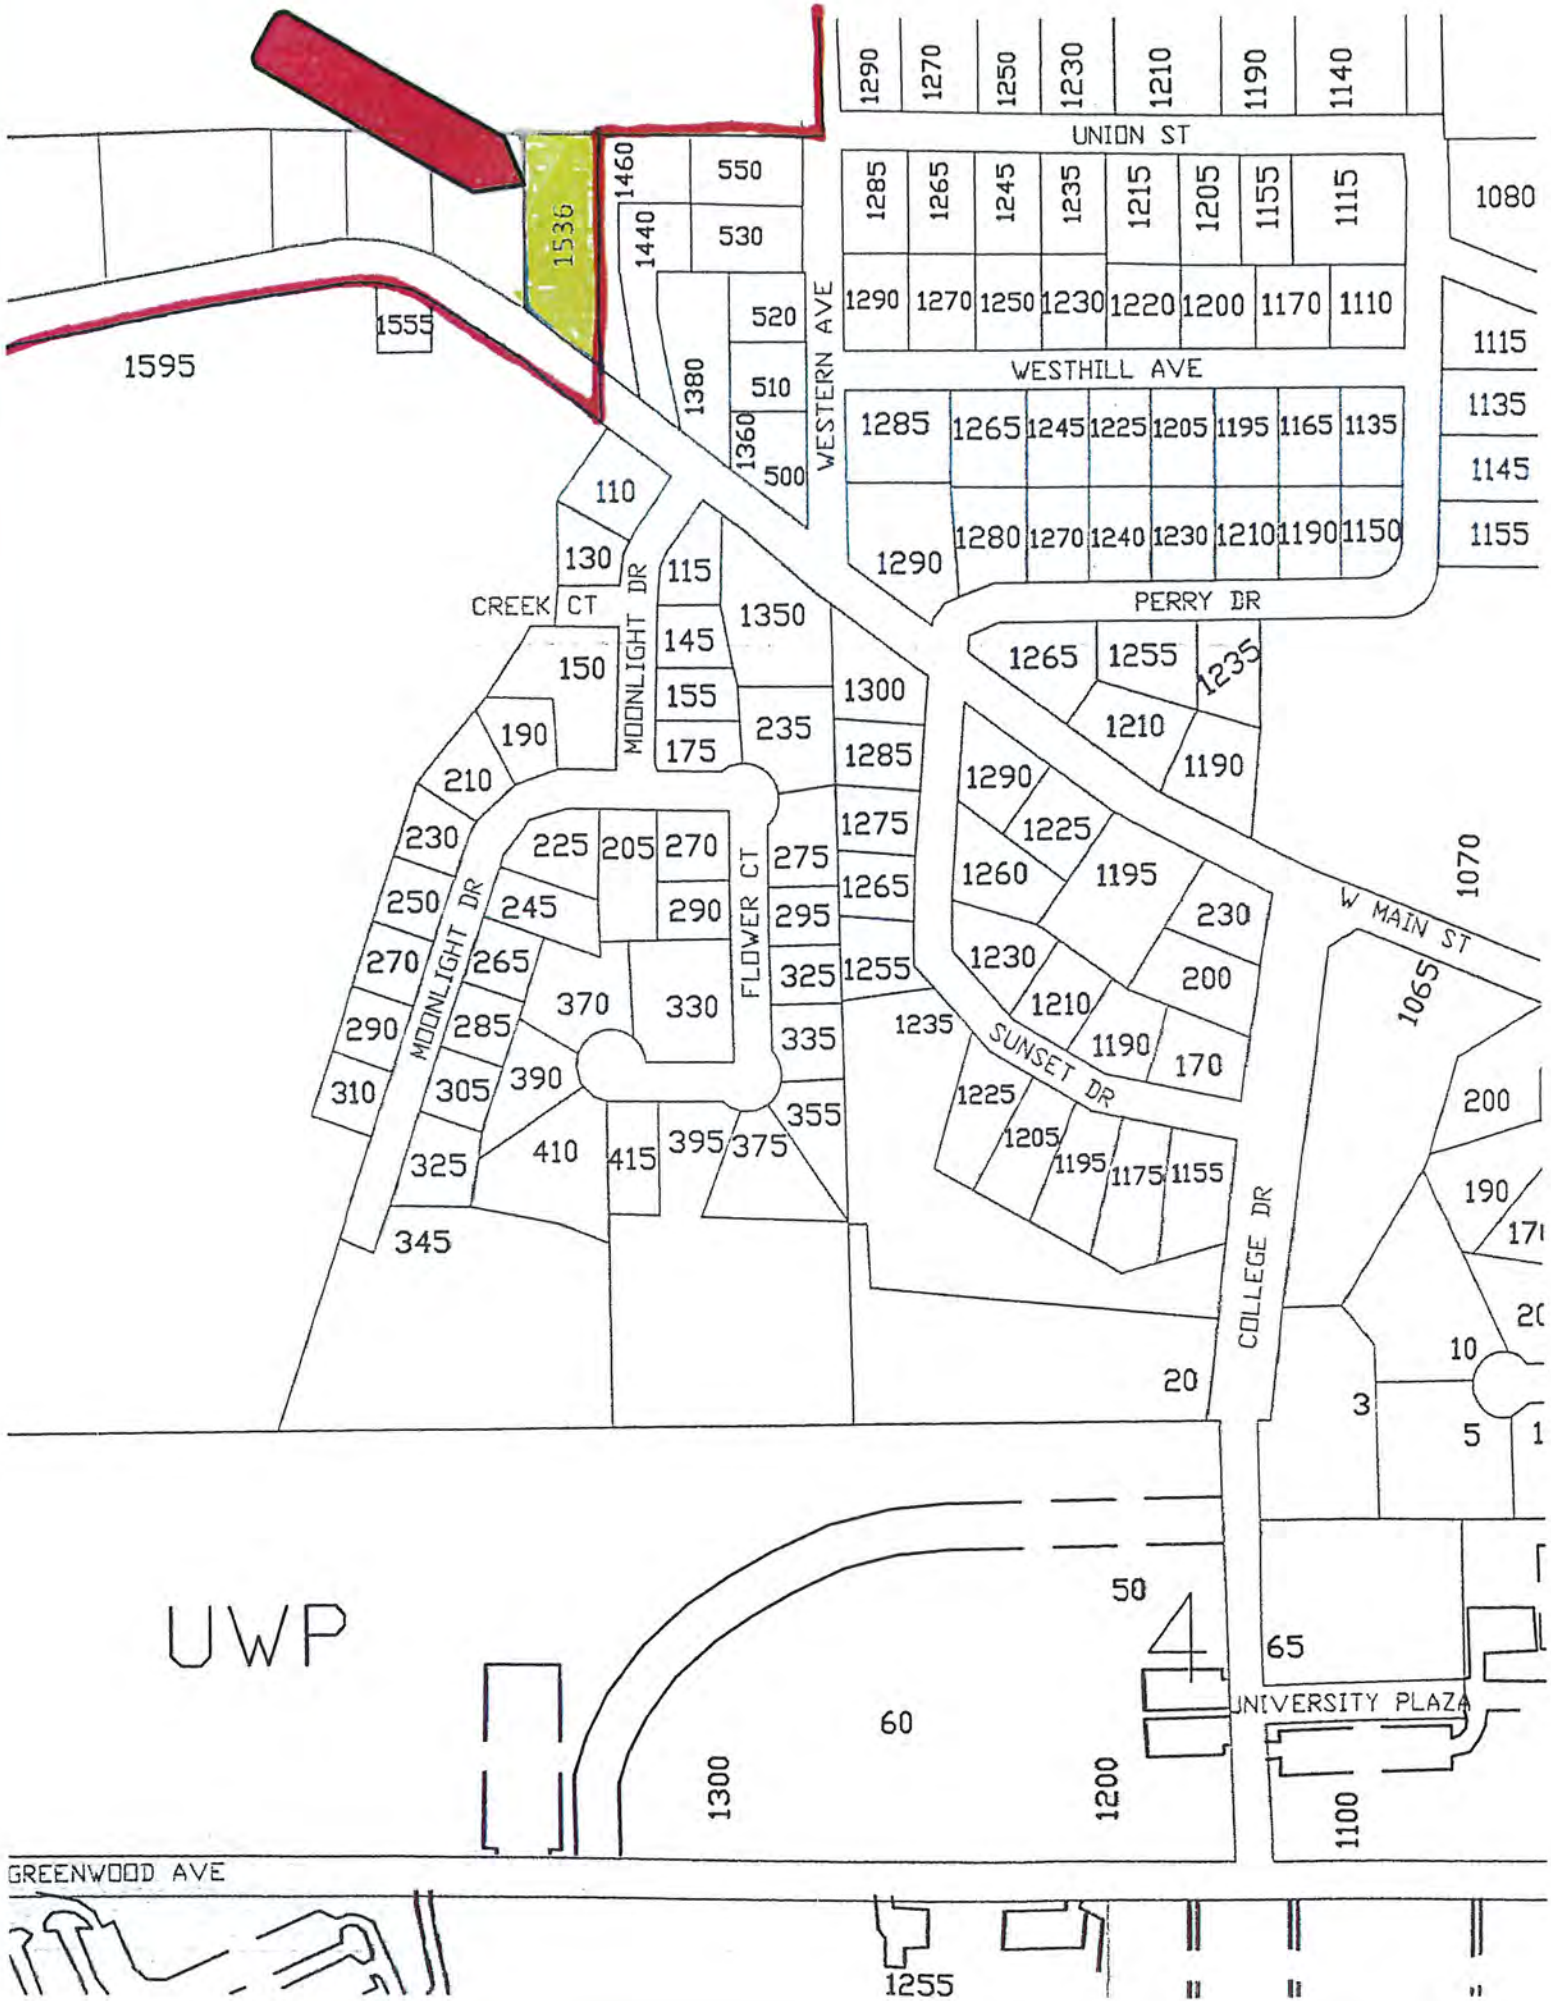 1290 1270 1250 1230 1210 1190 1140
UNION ST
1460 550
1285 1265 1245 1235 1215 1205 1155 1115 1080
1536 1440 530
1290 1270 1250 1230 1220 1200 1170 1110
1555 520 WESTERN AVE
1595 1115
1380 510 WESTHILL AVE
1360 500
1285 1265 1245 1225 1205 1195 1165 1135 1135
1145
110
1290 1280 1270 1240 1230 1210 1190 1150 1155
130 MOONLIGHT DR 115
CREEK CT 1350 PERRY DR
150 145 1265 1255 1235
155 1300
190 MOONLIGHT DR 175 235 1285 1210 1190
210 1290
230 225 205 270 275 1275 1225 1070
250 245 290 FLOWER CT 295 1265 1260 1195 230
W MAIN ST
270 MOONLIGHT DR 265 370 330 325 1255 1230 200 1065
290 285 335 1235 1210 1190 170
SUNSET DR
310 305 390 355 1225 200
325 410 415 395 375 1205 1195 1175 1155 190
345 COLLEGE DR
10
20 3 5
UWP 50
65
60 UNIVERSITY PLAZA
1300 1200 1100
GREENWOOD AVE
1255